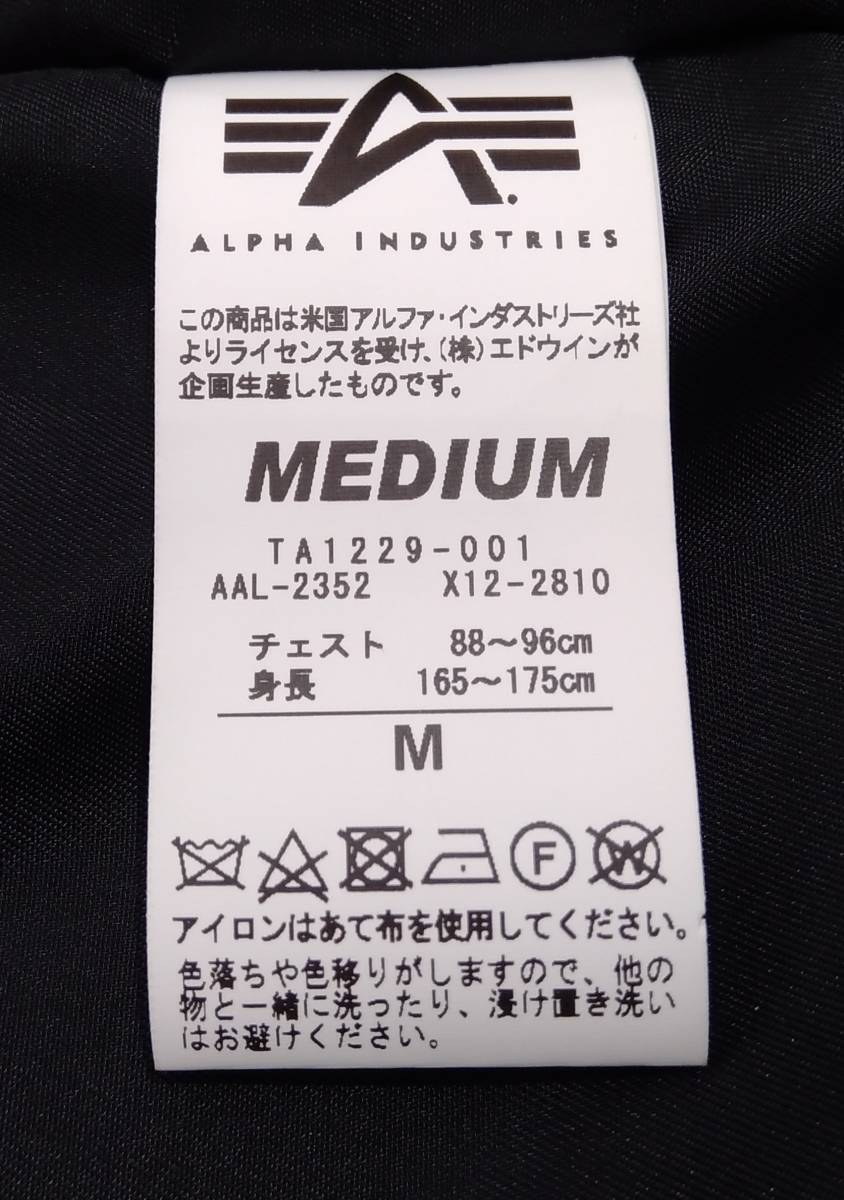 ALPHA INDUSTRIES
この商品は米国アルファ・インダストリーズ社
よりライセンスを受け、(株)エドウインが
企画生産したものです。
MEDIUM
TA1229-001
AAL-2352 X12-2810
チェスト 88～96cm
身長 165～175cm
M
F W
アイロンはあて布を使用してください。
色落ちや色移りがしますので、他の
物と一緒に洗ったり、浸け置き洗い
はお避けください。